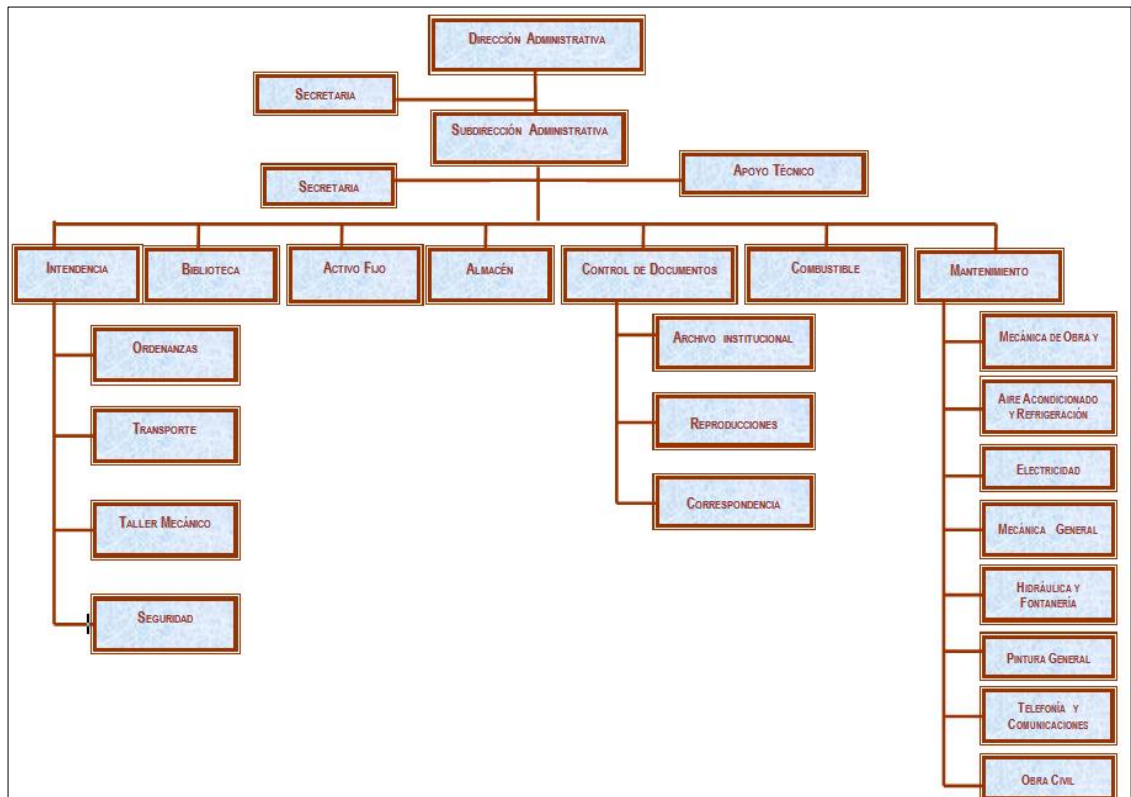 DIRECCIÓN ADMINISTRATIVA
SECRETARIA
SUBDIRECCIÓN ADMINISTRATIVA
SECRETARIA
APOYO TÉCNICO
INTENDENCIA
BIBLIOTECA
ACTIVO FIJO
ALMACÉN
CONTROL DE DOCUMENTOS
COMBUSTIBLE
MANTENIMIENTO
ORDENANZAS
TRANSPORTE
TALLER MECÁNICO
SEGURIDAD
ARCHIVO INSTITUCIONAL
REPRODUCCIONES
CORRESPONDENCIA
MECÁNICA DE OBRA Y
AIRE ACONDICIONADO
Y REFRIGERACIÓN
ELECTRICIDAD
MECÁNICA GENERAL
HIDRÁULICA Y
FONTANERÍA
PINTURA GENERAL
TELEFONÍA Y
COMUNICACIONES
OBRA CIVIL